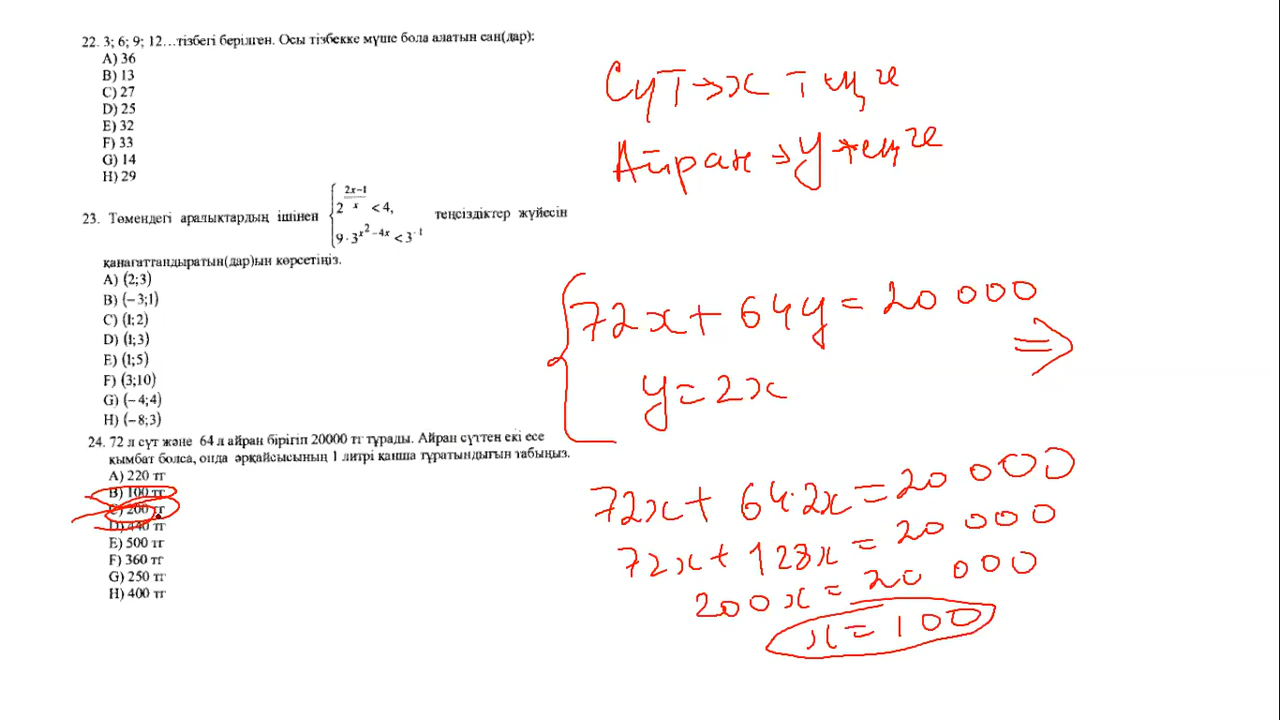 22. 3; 6; 9; 12…тізбегі берілген. Осы тізбекке мүше бола алатын сан(дар):
A) 36
B) 13
C) 27
D) 25
E) 32
F) 33
G) 14
H) 29
23. Төмендегі аралықтардың ішінен { 2^((2x−1)/x) < 4, 9·3^(x²−4x) < 3^(-1) теңсіздіктер жүйесін
қанағаттандыратын(дар)ын көрсетіңіз.
A) (2;3)
B) (−3;1)
C) (1;2)
D) (1;3)
E) (1;5)
F) (3;10)
G) (−4;4)
H) (−8;3)
24. 72 л сүт және 64 л айран бірігіп 20000 тг тұрады. Айран сүттен екі есе
қымбат болса, онда әрқайсысының 1 литрі қанша тұратындығын табыңыз.
A) 220 тг
B) 100 тг
C) 200 тг
D) 440 тг
E) 500 тг
F) 360 тг
G) 250 тг
H) 400 тг
Сүт → x теңге
Айран → y теңге
72x + 64y = 20 000
⇒
y = 2x
72x + 64·2x = 20 000
72x + 128x = 20 000
200x = 20 000
x = 100